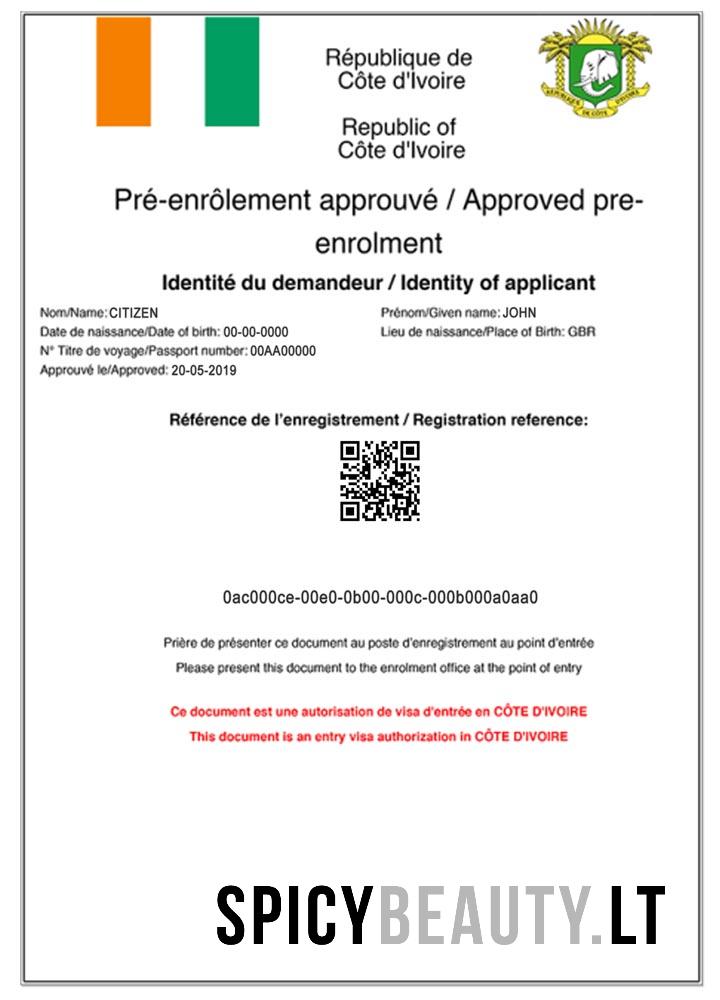 République de
Côte d'Ivoire
Republic of
Côte d'Ivoire
Pré-enrôlement approuvé / Approved pre-
enrolment
Identité du demandeur / Identity of applicant
Nom/Name: CITIZEN Prénom/Given name: JOHN
Date de naissance/Date of birth: 00-00-0000 Lieu de naissance/Place of Birth: GBR
N° Titre de voyage/Passport number: 00AA00000
Approuvé le/Approved: 20-05-2019
Référence de l'enregistrement / Registration reference:
0ac000ce-00e0-0b00-000c-000b000a0aa0
Prière de présenter ce document au poste d'enregistrement au point d'entrée
Please present this document to the enrolment office at the point of entry
Ce document est une autorisation de visa d'entrée en CÔTE D'IVOIRE
This document is an entry visa authorization in CÔTE D'IVOIRE
SPICYBEAUTY.LT